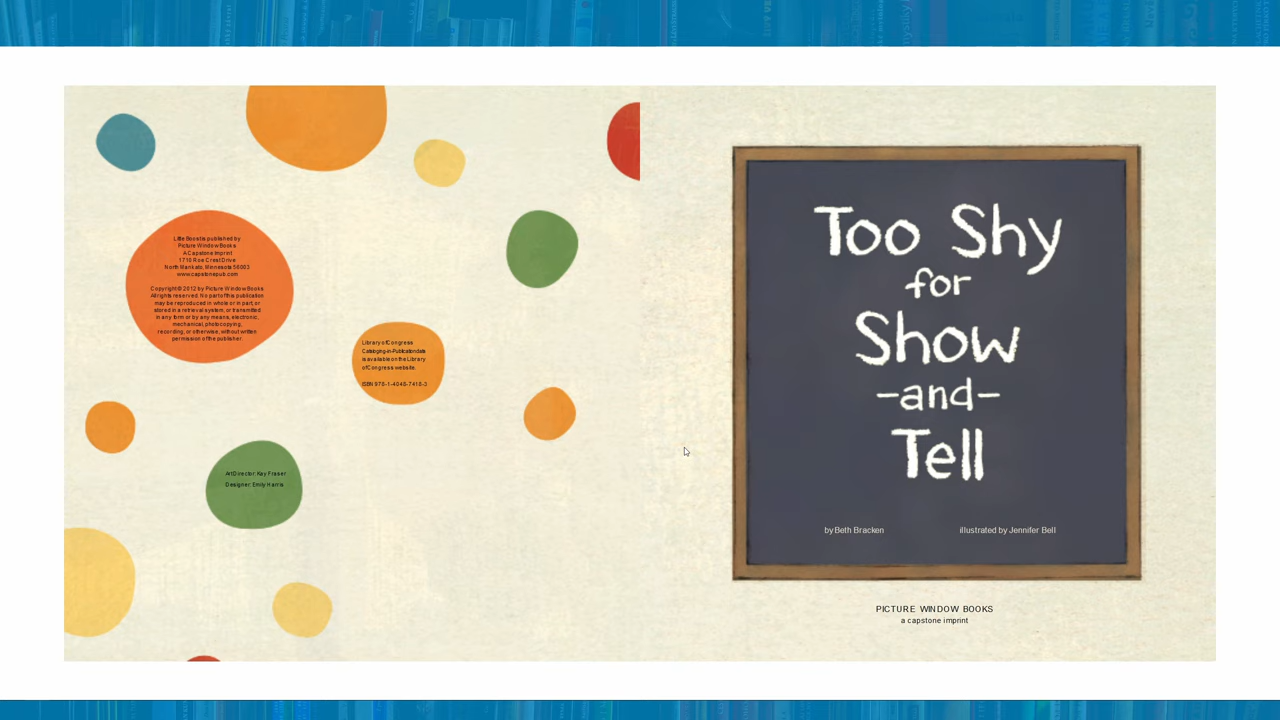 Little Boost is published by
Picture Window Books
A Capstone Imprint
1710 Roe Crest Drive
North Mankato, Minnesota 56003
www.capstonepub.com
Copyright © 2012 by Picture Window Books
All rights reserved. No part of this publication
may be reproduced in whole or in part, or
stored in a retrieval system, or transmitted
in any form or by any means, electronic,
mechanical, photocopying,
recording, or otherwise, without written
permission of the publisher.
Library of Congress
Cataloging-in-Publication data
is available on the Library
of Congress website.
ISBN 978-1-4048-7418-3
Art Director: Kay Fraser
Designer: Emily Harris
Too Shy
for
Show
-and-
Tell
by Beth Bracken illustrated by Jennifer Bell
PICTURE WINDOW BOOKS
a capstone imprint